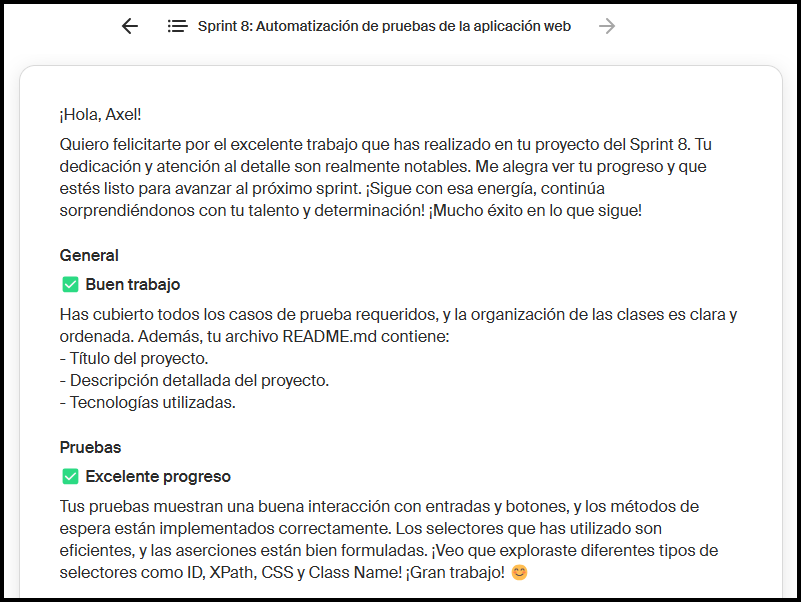 Sprint 8: Automatización de pruebas de la aplicación web
¡Hola, Axel!
Quiero felicitarte por el excelente trabajo que has realizado en tu proyecto del Sprint 8. Tu
dedicación y atención al detalle son realmente notables. Me alegra ver tu progreso y que
estés listo para avanzar al próximo sprint. ¡Sigue con esa energía, continúa
sorprendiéndonos con tu talento y determinación! ¡Mucho éxito en lo que sigue!
General
✅ Buen trabajo
Has cubierto todos los casos de prueba requeridos, y la organización de las clases es clara y
ordenada. Además, tu archivo README.md contiene:
- Título del proyecto.
- Descripción detallada del proyecto.
- Tecnologías utilizadas.
Pruebas
✅ Excelente progreso
Tus pruebas muestran una buena interacción con entradas y botones, y los métodos de
espera están implementados correctamente. Los selectores que has utilizado son
eficientes, y las aserciones están bien formuladas. ¡Veo que exploraste diferentes tipos de
selectores como ID, XPath, CSS y Class Name! ¡Gran trabajo! 😊